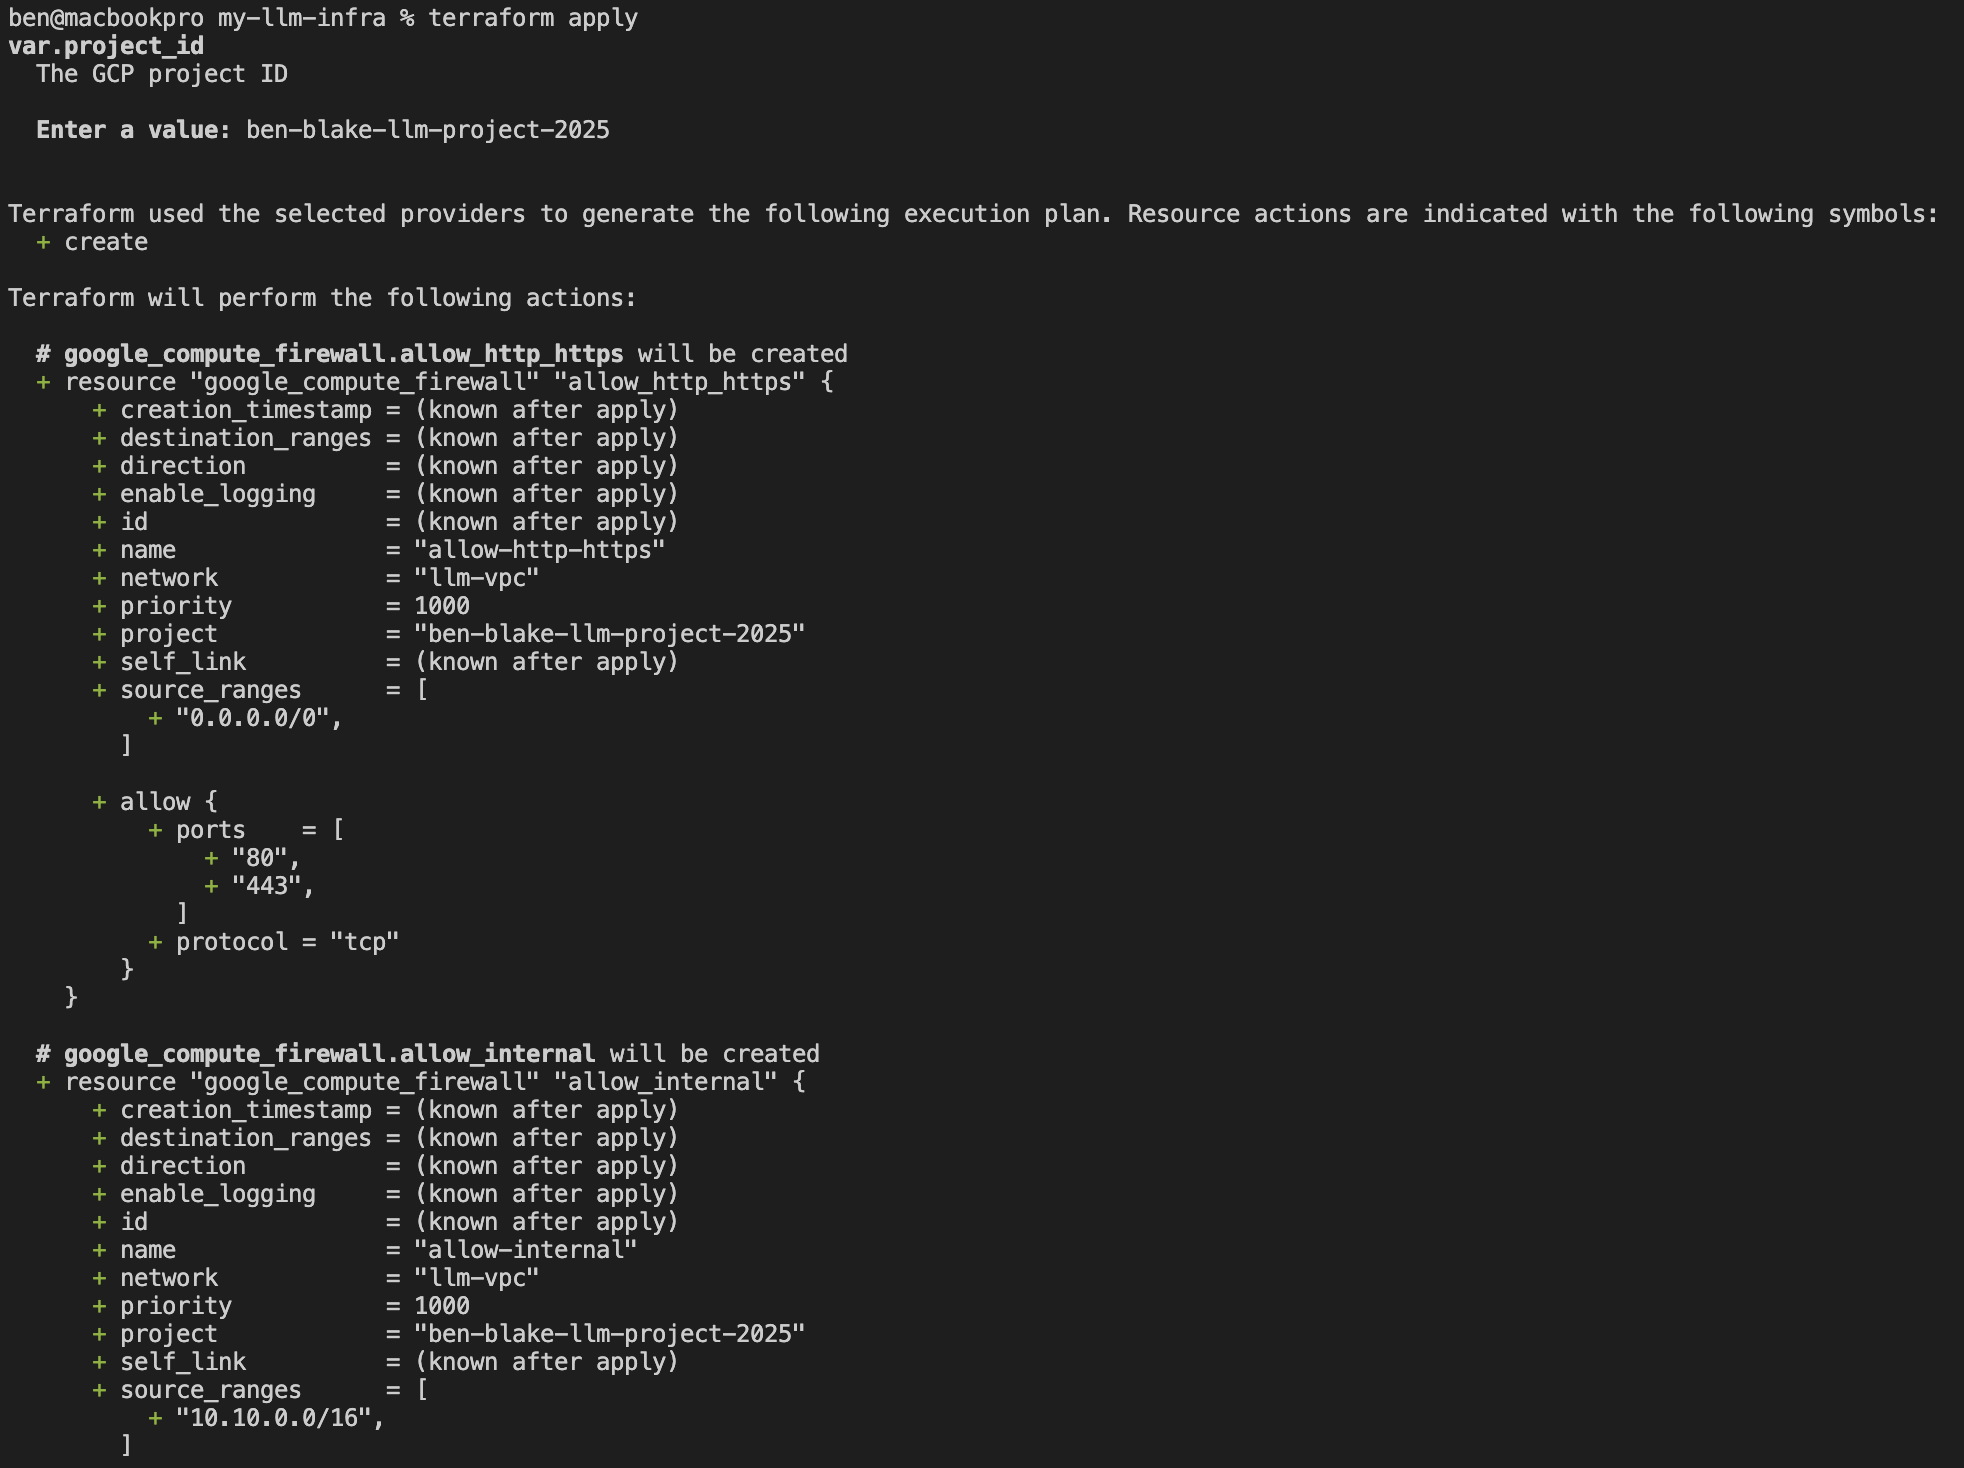 ben@macbookpro my-llm-infra % terraform apply
var.project_id
  The GCP project ID

  Enter a value: ben-blake-llm-project-2025


Terraform used the selected providers to generate the following execution plan. Resource actions are indicated with the following symbols:
  + create

Terraform will perform the following actions:

  # google_compute_firewall.allow_http_https will be created
  + resource "google_compute_firewall" "allow_http_https" {
      + creation_timestamp = (known after apply)
      + destination_ranges = (known after apply)
      + direction          = (known after apply)
      + enable_logging     = (known after apply)
      + id                 = (known after apply)
      + name               = "allow-http-https"
      + network            = "llm-vpc"
      + priority           = 1000
      + project            = "ben-blake-llm-project-2025"
      + self_link          = (known after apply)
      + source_ranges      = [
          + "0.0.0.0/0",
        ]

      + allow {
          + ports    = [
              + "80",
              + "443",
            ]
          + protocol = "tcp"
        }
    }

  # google_compute_firewall.allow_internal will be created
  + resource "google_compute_firewall" "allow_internal" {
      + creation_timestamp = (known after apply)
      + destination_ranges = (known after apply)
      + direction          = (known after apply)
      + enable_logging     = (known after apply)
      + id                 = (known after apply)
      + name               = "allow-internal"
      + network            = "llm-vpc"
      + priority           = 1000
      + project            = "ben-blake-llm-project-2025"
      + self_link          = (known after apply)
      + source_ranges      = [
          + "10.10.0.0/16",
        ]